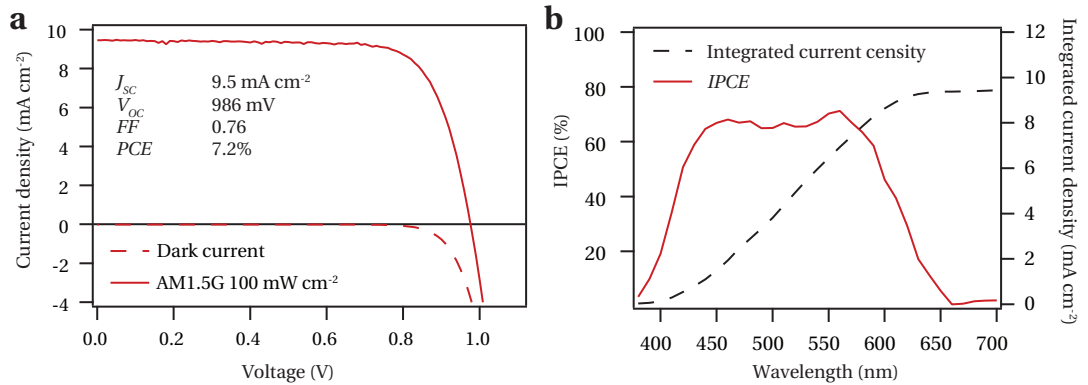 a
Current density (mA cm⁻²)
10
8
6
4
2
0
-2
-4
J_SC 9.5 mA cm⁻²
V_OC 986 mV
FF 0.76
PCE 7.2%
Dark current
AM1.5G 100 mW cm⁻²
0.0 0.2 0.4 0.6 0.8 1.0
Voltage (V)
b
IPCE (%)
100
80
60
40
20
Integrated current censity
IPCE
12
10
8
6
4
2
0
Integrated current density (mA cm⁻²)
400 450 500 550 600 650 700
Wavelength (nm)